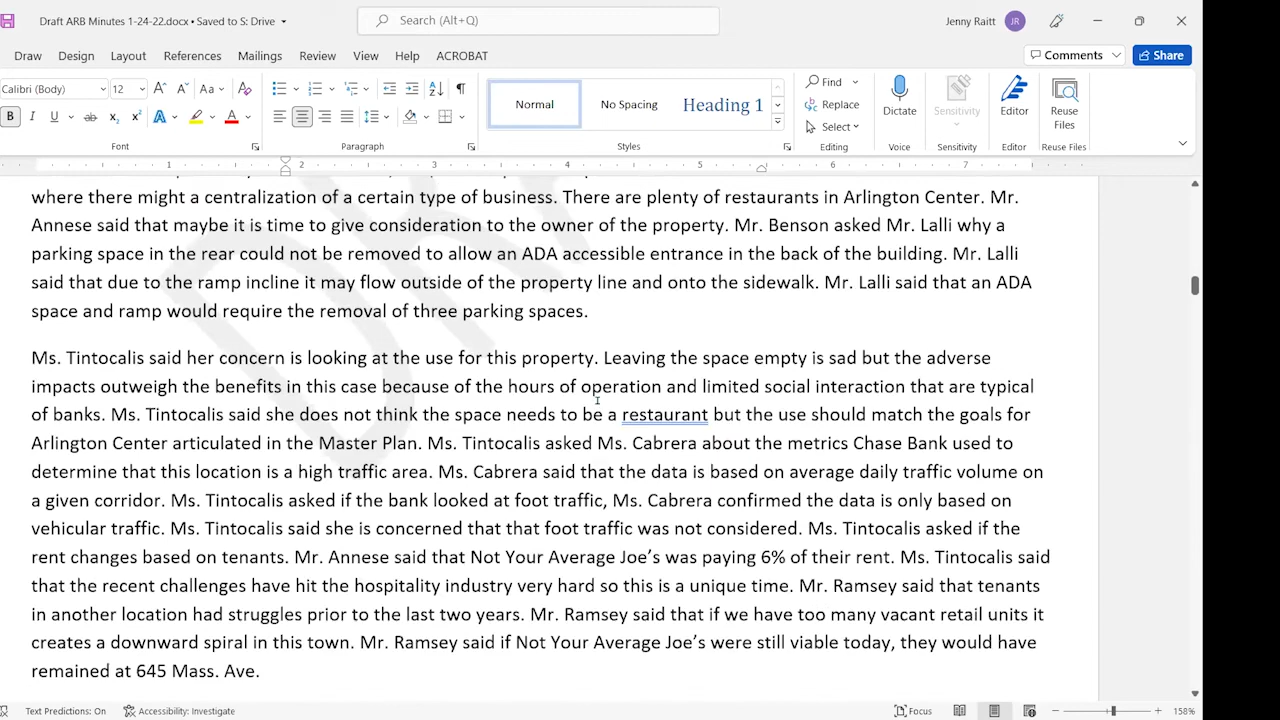 Draft ARB Minutes 1-24-22.docx • Saved to S: Drive
Search (Alt+Q)
Jenny Raitt
JR
Draw Design Layout References Mailings Review View Help ACROBAT
Comments
Share
Calibri (Body) 12
Normal
No Spacing
Heading 1
Find
Replace
Select
Dictate
Sensitivity
Editor
Reuse Files
Font Paragraph Styles Editing Voice Sensitivity Editor Reuse Files
1 2 3 4 5 6 7
where there might a centralization of a certain type of business. There are plenty of restaurants in Arlington Center. Mr.
Annese said that maybe it is time to give consideration to the owner of the property. Mr. Benson asked Mr. Lalli why a
parking space in the rear could not be removed to allow an ADA accessible entrance in the back of the building. Mr. Lalli
said that due to the ramp incline it may flow outside of the property line and onto the sidewalk. Mr. Lalli said that an ADA
space and ramp would require the removal of three parking spaces.
Ms. Tintocalis said her concern is looking at the use for this property. Leaving the space empty is sad but the adverse
impacts outweigh the benefits in this case because of the hours of operation and limited social interaction that are typical
of banks. Ms. Tintocalis said she does not think the space needs to be a restaurant but the use should match the goals for
Arlington Center articulated in the Master Plan. Ms. Tintocalis asked Ms. Cabrera about the metrics Chase Bank used to
determine that this location is a high traffic area. Ms. Cabrera said that the data is based on average daily traffic volume on
a given corridor. Ms. Tintocalis asked if the bank looked at foot traffic, Ms. Cabrera confirmed the data is only based on
vehicular traffic. Ms. Tintocalis said she is concerned that that foot traffic was not considered. Ms. Tintocalis asked if the
rent changes based on tenants. Mr. Annese said that Not Your Average Joe's was paying 6% of their rent. Ms. Tintocalis said
that the recent challenges have hit the hospitality industry very hard so this is a unique time. Mr. Ramsey said that tenants
in another location had struggles prior to the last two years. Mr. Ramsey said that if we have too many vacant retail units it
creates a downward spiral in this town. Mr. Ramsey said if Not Your Average Joe's were still viable today, they would have
remained at 645 Mass. Ave.
Text Predictions: On
Accessibility: Investigate
Focus
158%